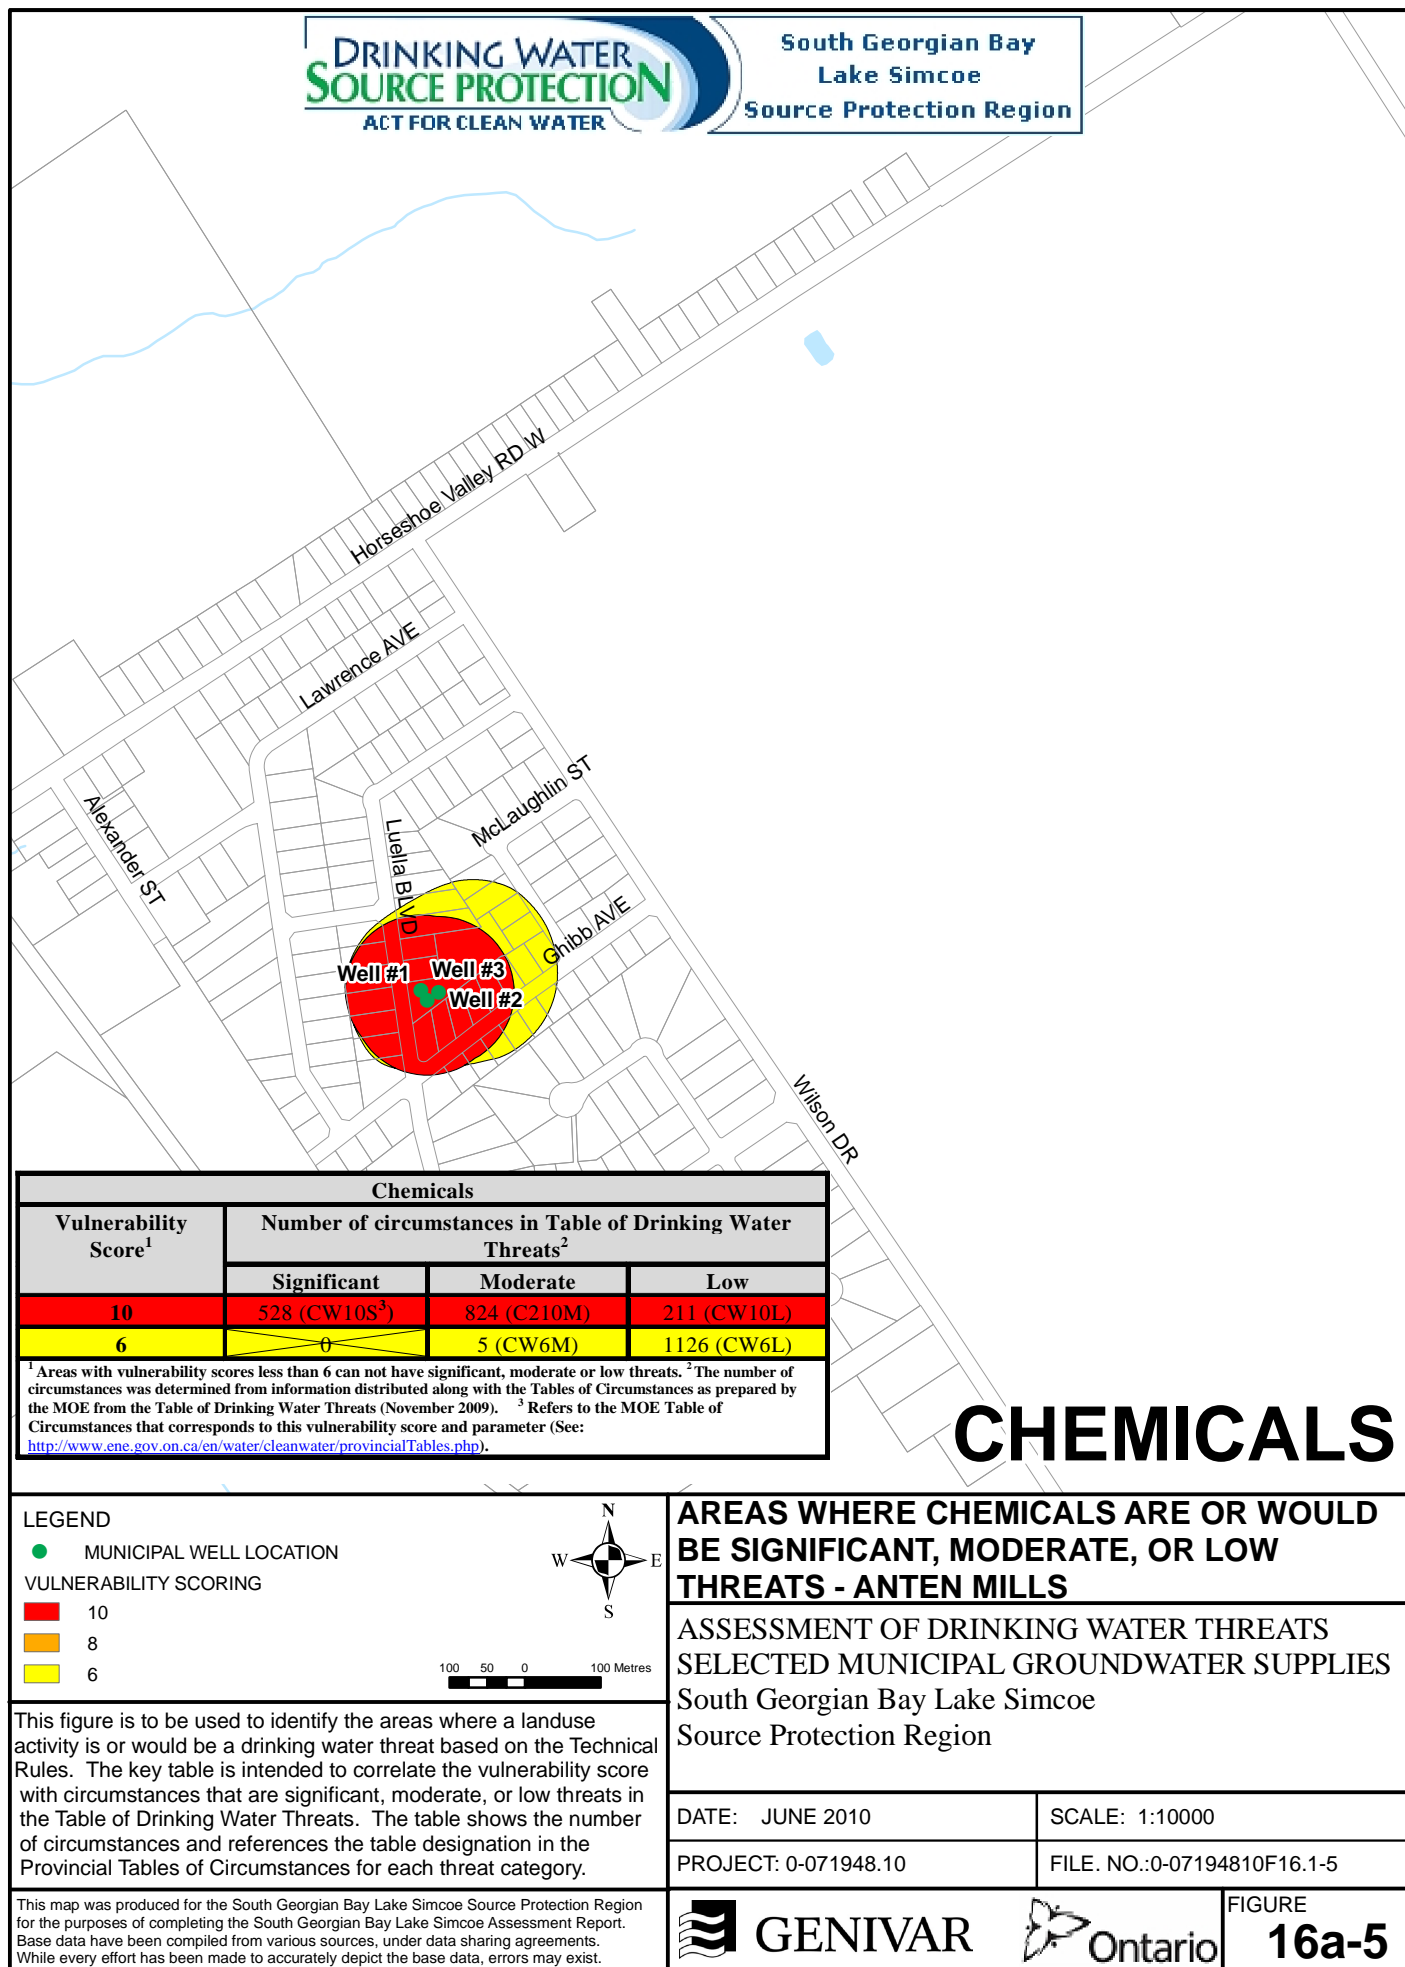 DRINKING WATER
SOURCE PROTECTION
ACT FOR CLEAN WATER
South Georgian Bay
Lake Simcoe
Source Protection Region
Horseshoe Valley RD W
Lawrence AVE
Alexander ST
McLaughlin ST
Luella BLVD
Ghibb AVE
Well #1
Well #3
Well #2
Wilson DR
Chemicals
Vulnerability
Score1
Number of circumstances in Table of Drinking Water
Threats2
Significant Moderate Low
10 528 (CW10S3) 824 (C210M) 211 (CW10L)
6 0 5 (CW6M) 1126 (CW6L)
1 Areas with vulnerability scores less than 6 can not have significant, moderate or low threats. 2 The number of
circumstances was determined from information distributed along with the Tables of Circumstances as prepared by
the MOE from the Table of Drinking Water Threats (November 2009). 3 Refers to the MOE Table of
Circumstances that corresponds to this vulnerability score and parameter (See:
http://www.ene.gov.on.ca/en/water/cleanwater/provincialTables.php).
CHEMICALS
LEGEND
MUNICIPAL WELL LOCATION
VULNERABILITY SCORING
10
8
6
N
W E
S
100 50 0 100 Metres
This figure is to be used to identify the areas where a landuse
activity is or would be a drinking water threat based on the Technical
Rules. The key table is intended to correlate the vulnerability score
with circumstances that are significant, moderate, or low threats in
the Table of Drinking Water Threats. The table shows the number
of circumstances and references the table designation in the
Provincial Tables of Circumstances for each threat category.
This map was produced for the South Georgian Bay Lake Simcoe Source Protection Region
for the purposes of completing the South Georgian Bay Lake Simcoe Assessment Report.
Base data have been compiled from various sources, under data sharing agreements.
While every effort has been made to accurately depict the base data, errors may exist.
AREAS WHERE CHEMICALS ARE OR WOULD
BE SIGNIFICANT, MODERATE, OR LOW
THREATS - ANTEN MILLS
ASSESSMENT OF DRINKING WATER THREATS
SELECTED MUNICIPAL GROUNDWATER SUPPLIES
South Georgian Bay Lake Simcoe
Source Protection Region
DATE: JUNE 2010
SCALE: 1:10000
PROJECT: 0-071948.10
FILE. NO.:0-07194810F16.1-5
GENIVAR
Ontario
FIGURE
16a-5